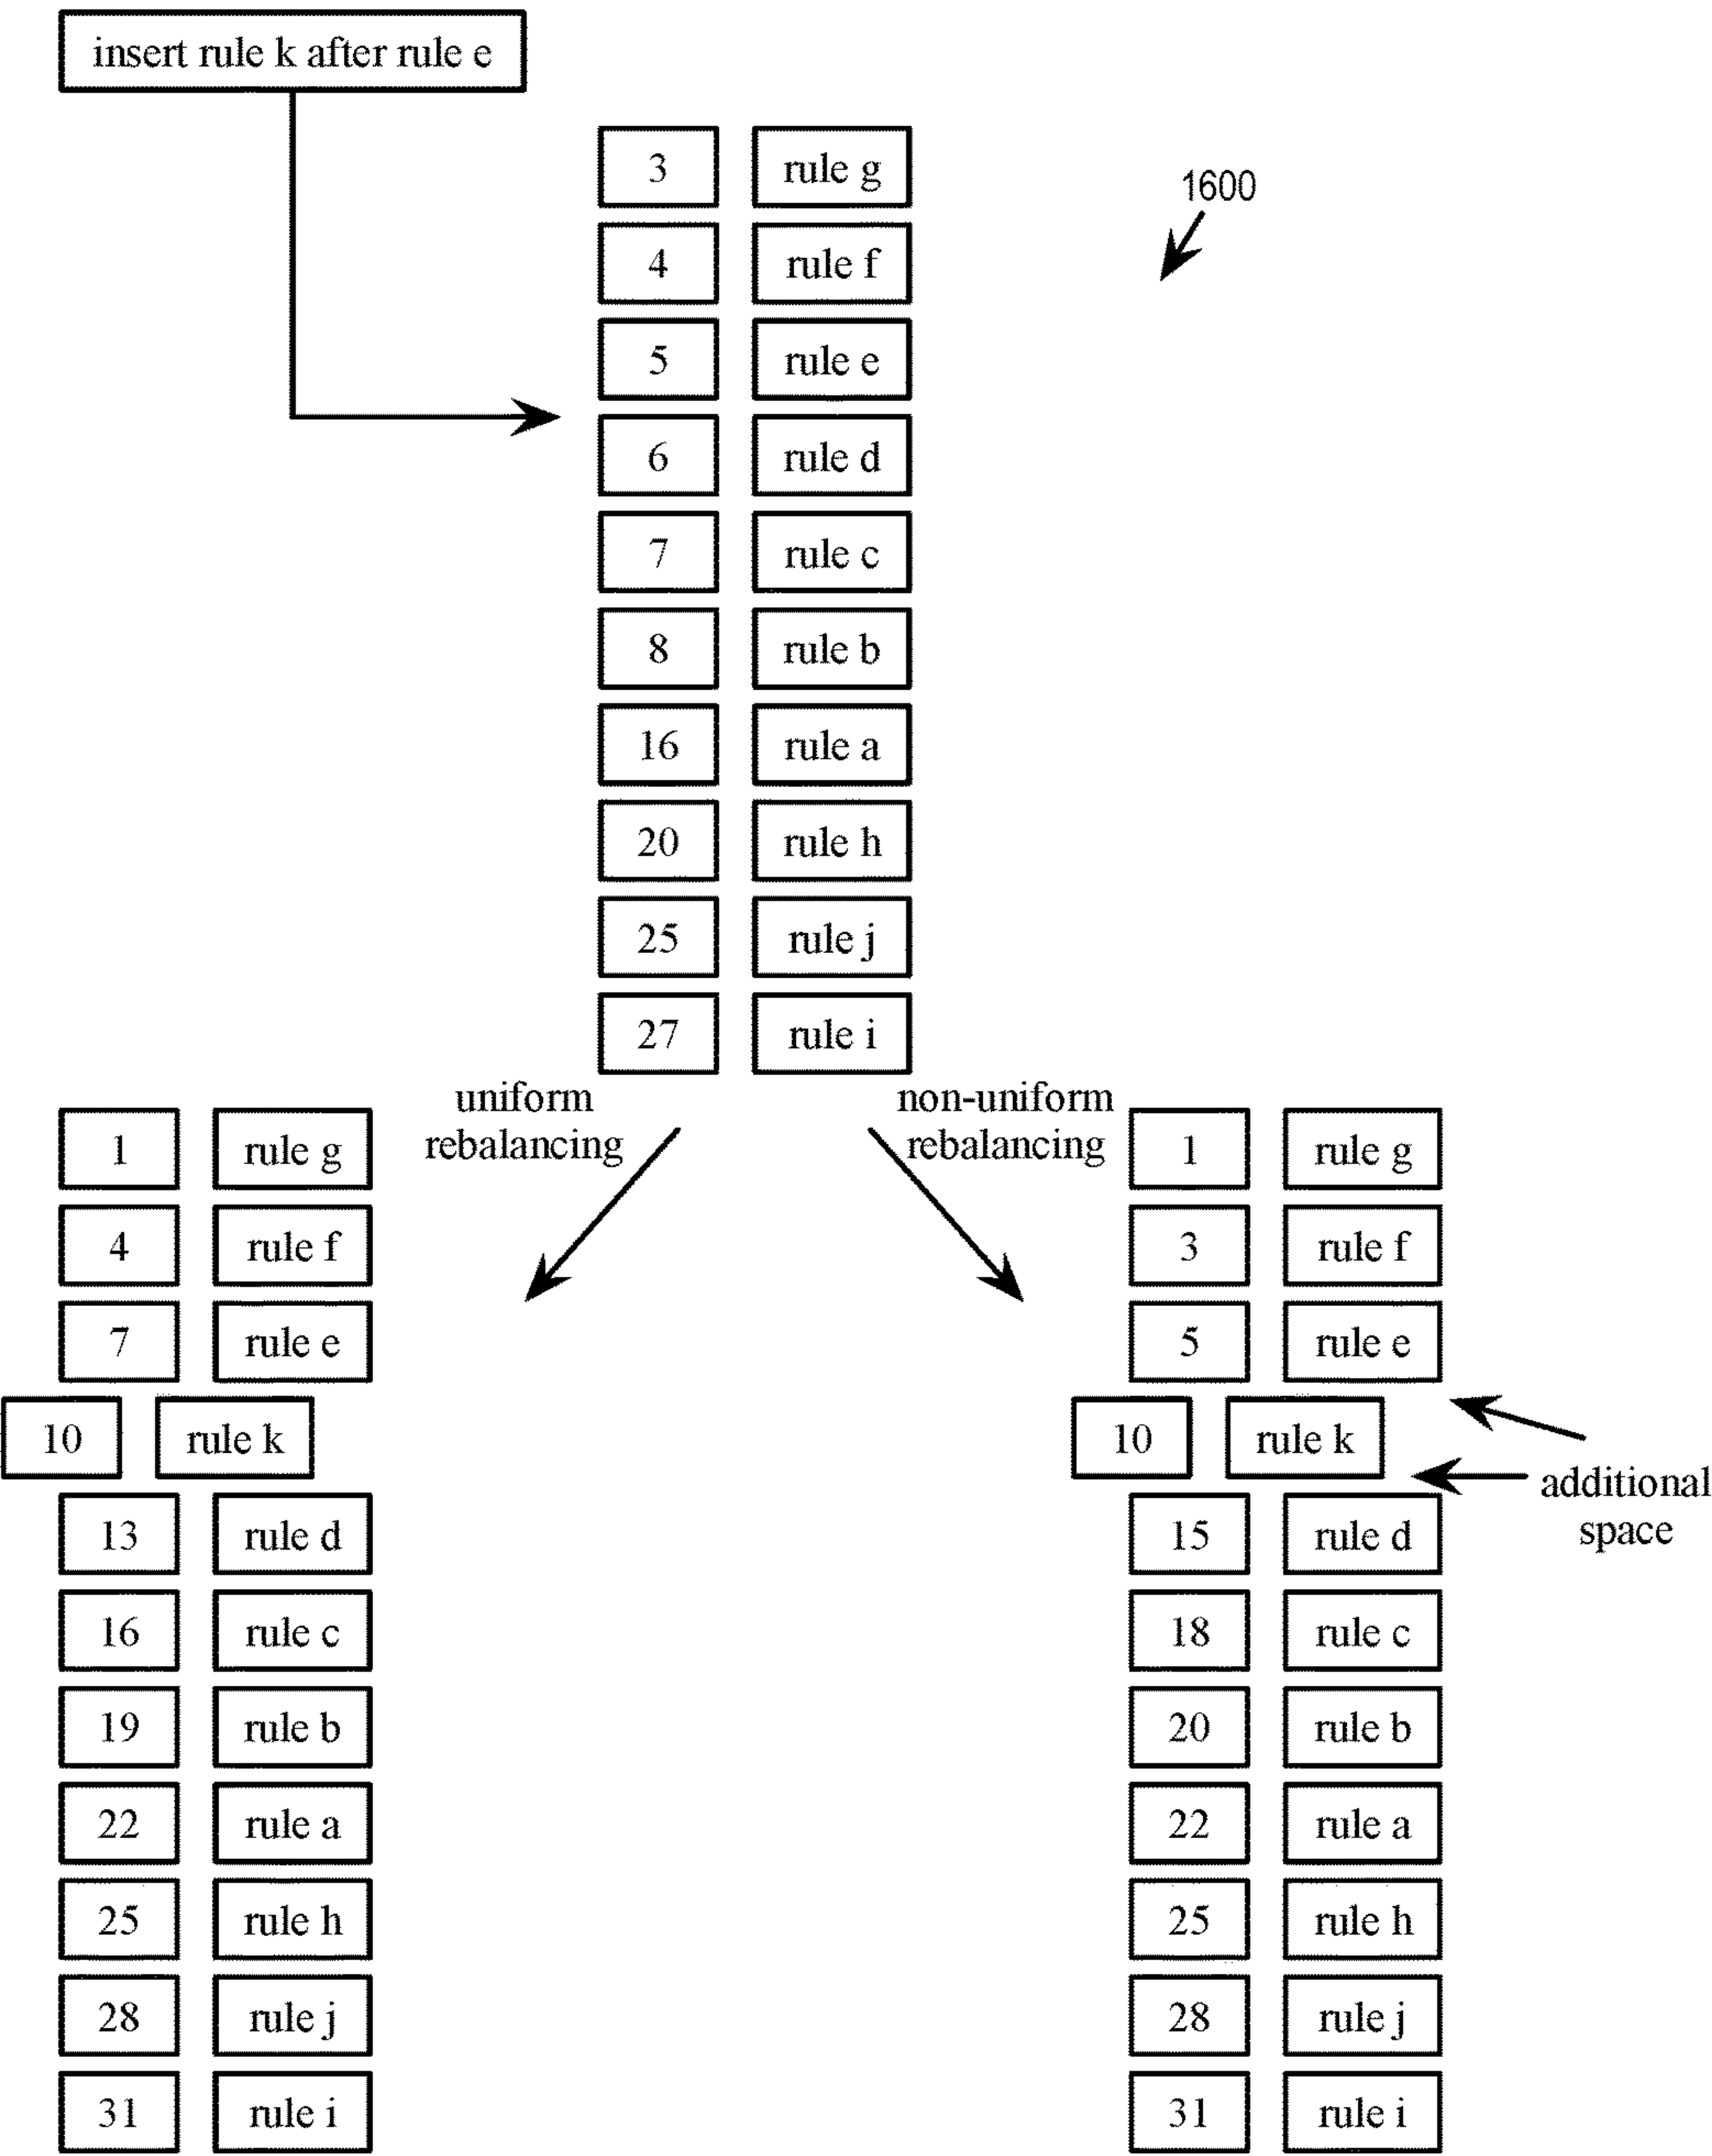 insert rule k after rule e
1600
3 rule g
4 rule f
5 rule e
6 rule d
7 rule c
8 rule b
16 rule a
20 rule h
25 rule j
27 rule i
uniform
rebalancing
non-uniform
rebalancing
1 rule g
4 rule f
7 rule e
10 rule k
13 rule d
16 rule c
19 rule b
22 rule a
25 rule h
28 rule j
31 rule i
1 rule g
3 rule f
5 rule e
10 rule k
15 rule d
18 rule c
20 rule b
22 rule a
25 rule h
28 rule j
31 rule i
additional
space